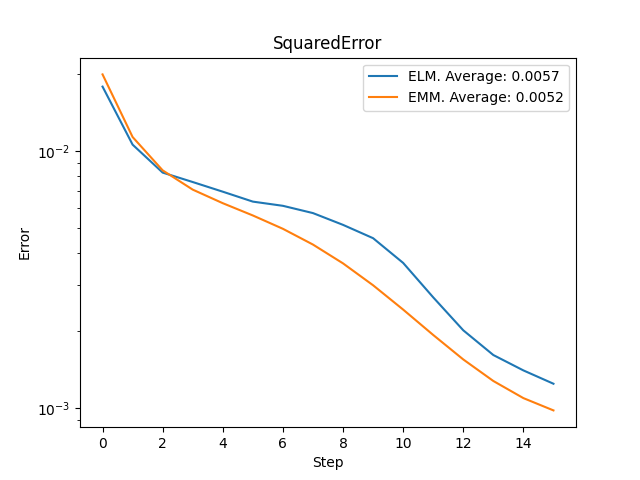 SquaredError
ELM. Average: 0.0057
EMM. Average: 0.0052
10⁻²
10⁻³
Error
0 2 4 6 8 10 12 14
Step